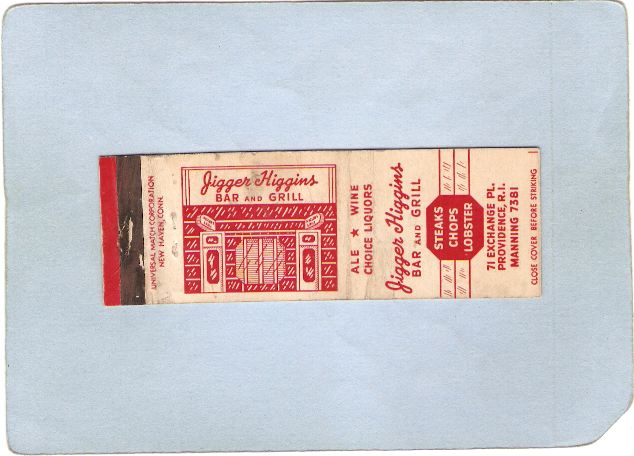 UNIVERSAL MATCH CORPORATION
NEW HAVEN, CONN.
Jigger Higgins
BAR AND GRILL
ALE ★ WINE
CHOICE LIQUORS
Jigger Higgins
BAR AND GRILL
STEAKS
CHOPS
LOBSTER
71 EXCHANGE PL.
PROVIDENCE, R.I.
MANNING 7381
CLOSE COVER BEFORE STRIKING